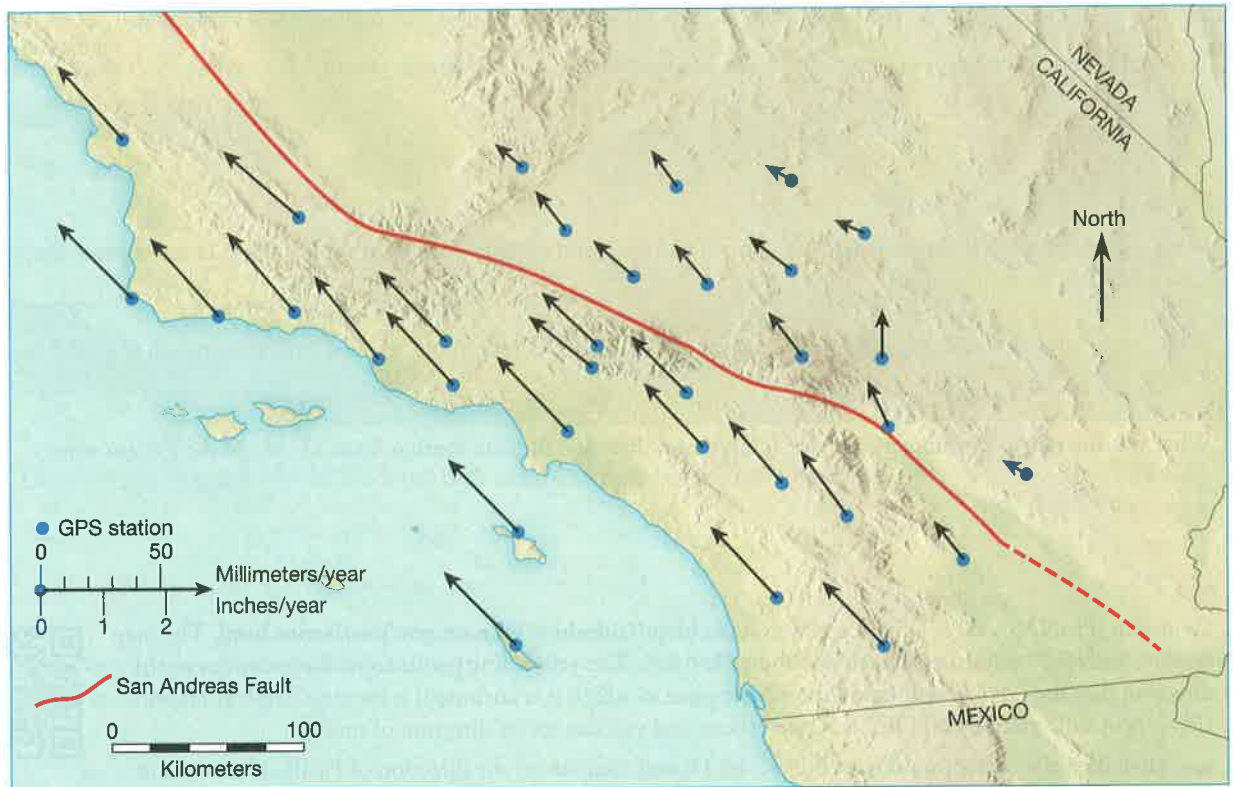 NEVADA
CALIFORNIA
North
GPS station
0 50
Millimeters/year
Inches/year
0 1 2
San Andreas Fault
0 100
Kilometers
MEXICO